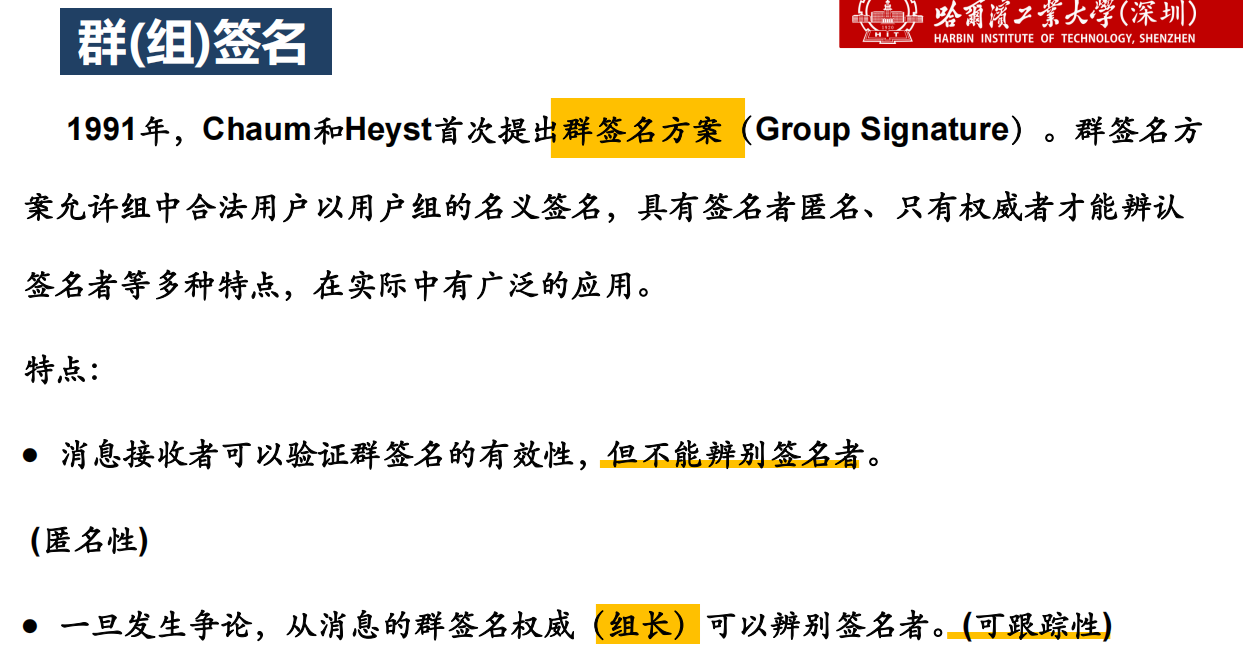 群(组)签名
哈爾濱工業大學(深圳)
HIT
HARBIN INSTITUTE OF TECHNOLOGY, SHENZHEN
1991年，Chaum和Heyst首次提出群签名方案（Group Signature）。群签名方
案允许组中合法用户以用户组的名义签名，具有签名者匿名、只有权威者才能辨认
签名者等多种特点，在实际中有广泛的应用。
特点：
● 消息接收者可以验证群签名的有效性，但不能辨别签名者。
(匿名性)
● 一旦发生争论，从消息的群签名权威（组长）可以辨别签名者。(可跟踪性)